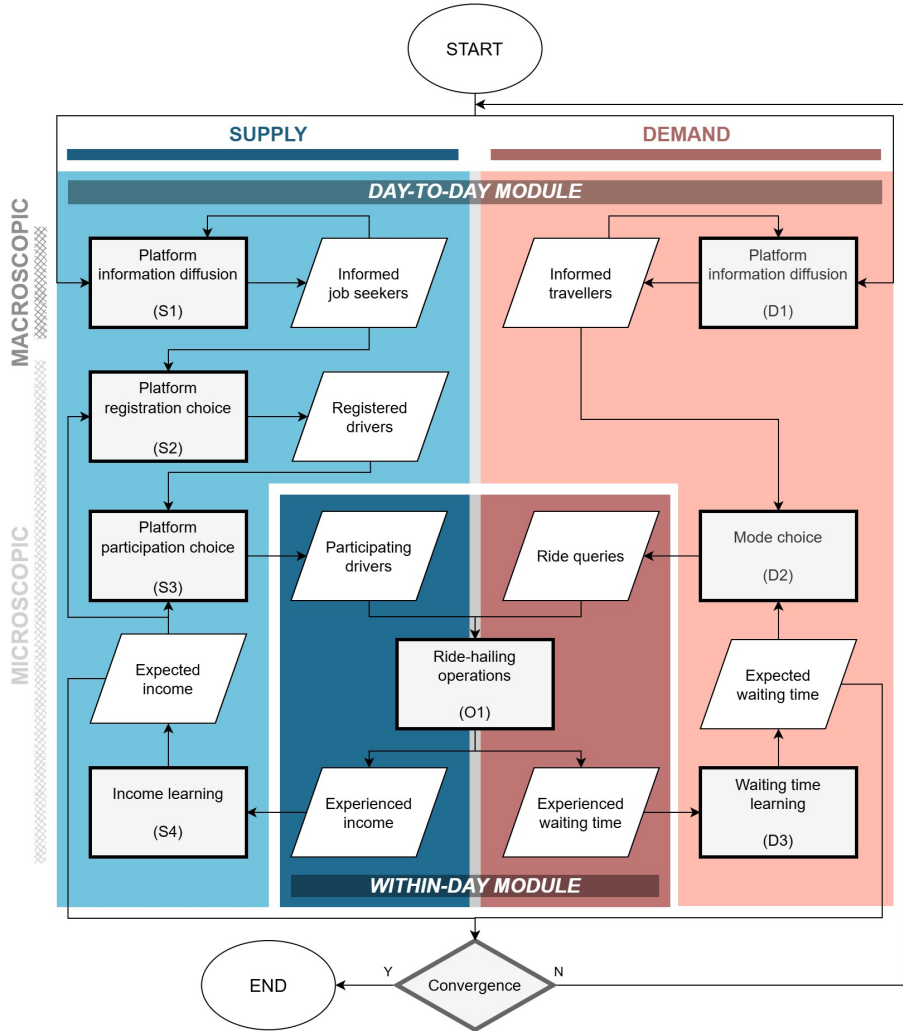 START
SUPPLY
DEMAND
DAY-TO-DAY MODULE
MACROSCOPIC
Platform
information diffusion
(S1)
Informed
job seekers
Informed
travellers
Platform
information diffusion
(D1)
MICROSCOPIC
Platform
registration choice
(S2)
Registered
drivers
Platform
participation choice
(S3)
Participating
drivers
Ride queries
Mode choice
(D2)
Expected
income
Ride-hailing
operations
(O1)
Expected
waiting time
Income learning
(S4)
Experienced
income
Experienced
waiting time
Waiting time
learning
(D3)
WITHIN-DAY MODULE
END
Y
Convergence
N